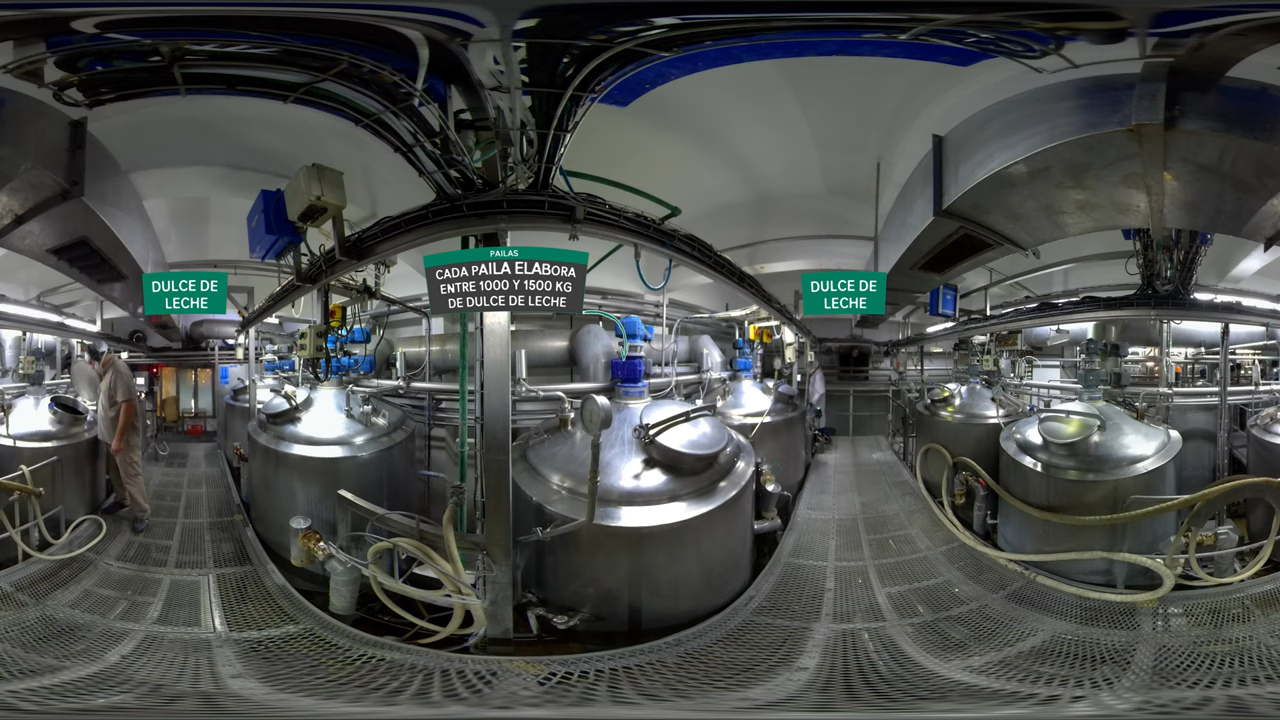 DULCE DE
LECHE
PAILAS
CADA PAILA ELABORA
ENTRE 1000 Y 1500 KG
DE DULCE DE LECHE
DULCE DE
LECHE